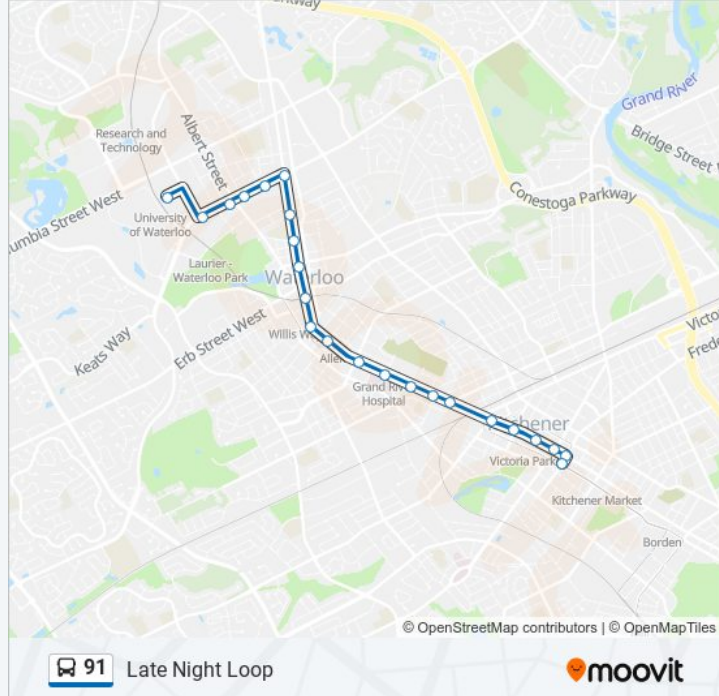 Parkway
Grand River
Bridge Street
Research and
Technology
Albert Street
Conestoga Parkway
umbia Street West
University
of Waterloo
Laurier-
Waterloo Park
Waterloo
Keats Way
Erb Street West
Willis W
Alle
Victo
Frede
Grand Riv
Hospital
chener
Victoria Park
Kitchener Market
Borden
© OpenStreetMap contributors | © OpenMapTiles
91 Late Night Loop
moovit